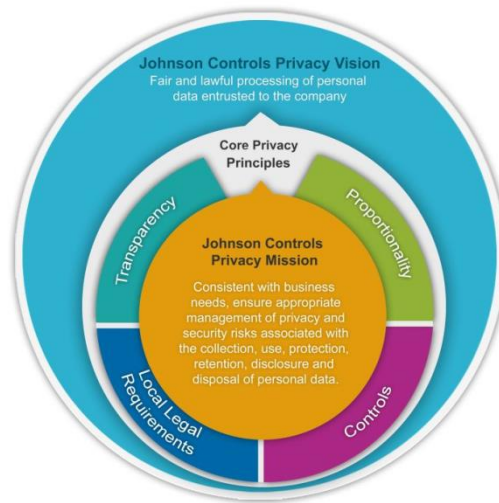 Johnson Controls Privacy Vision
Fair and lawful processing of personal
data entrusted to the company
Core Privacy
Principles
Transparency
Proportionality
Johnson Controls
Privacy Mission
Consistent with business
needs, ensure appropriate
management of privacy and
security risks associated with
the collection, use, protection,
retention, disclosure and
disposal of personal data.
Local Legal
Requirements
Controls